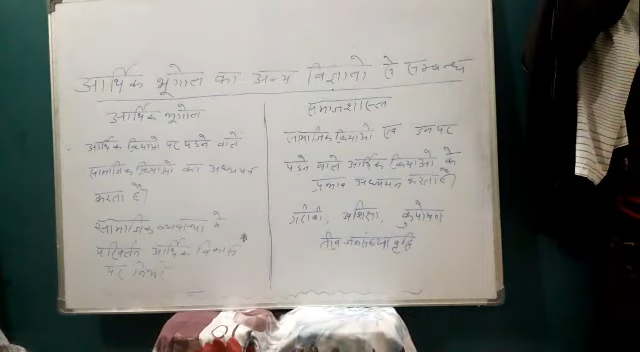 आर्थिक भूगोल का अन्य विज्ञानो से सम्बन्ध
आर्थिक भूगोल
आर्थिक क्रियाओ पर पडने वाले
सामाजिक क्रियाओ का अध्ययन
करता है।
सामाजिक व्यवस्था मे
परिवर्तन आर्थिक विकास
पर निर्भर
समाजशास्त्र
सामाजिक क्रियाओ एव उनपर
पडने वाले आर्थिक क्रियाओ के
प्रभाव अध्ययन करता है।
गरीबी, अशिक्षा, कुपोषण
तीव्र जनसंख्या वृद्धि